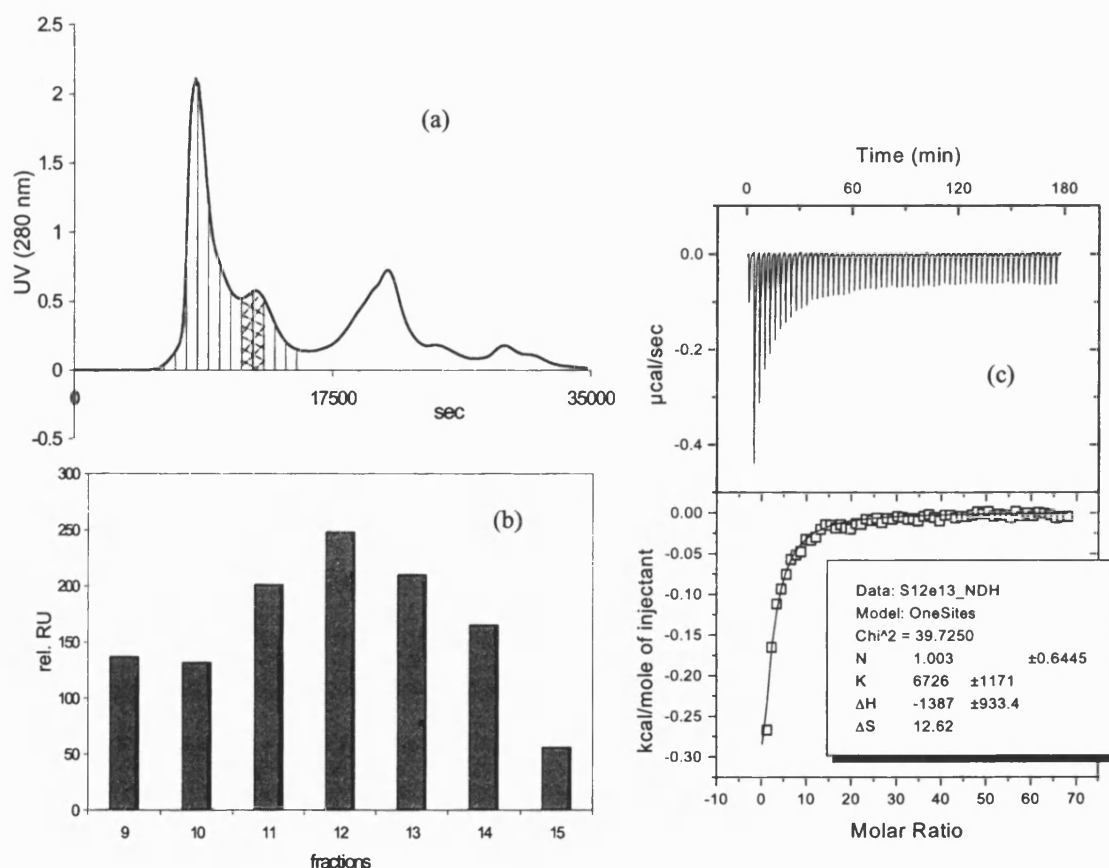 2.5
2
1.5
1
0.5
0
-0.5
UV (280 nm)
(a)
0
17500
35000
sec
300
250
200
150
100
50
0
rel. RU
(b)
9
10
11
12
13
14
15
fractions
Time (min)
0
60
120
180
0.0
-0.2
-0.4
µcal/sec
(c)
0.00
-0.05
-0.10
-0.15
-0.20
-0.25
-0.30
kcal/mole of injectant
Data: S12e13_NDH
Model: OneSites
Chi^2 = 39.7250
N 1.003 ±0.6445
K 6726 ±1171
ΔH -1387 ±933.4
ΔS 12.62
-10
0
10
20
30
40
50
60
70
Molar Ratio